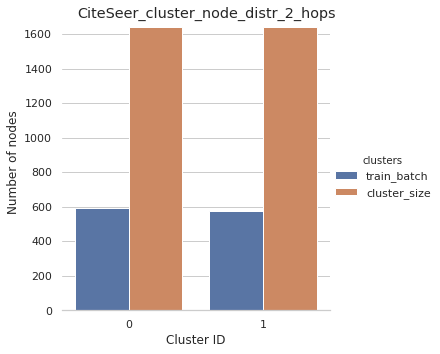 CiteSeer_cluster_node_distr_2_hops
1600
1400
1200
1000
800
600
400
200
0
Number of nodes
0 1
Cluster ID
clusters
train_batch
cluster_size